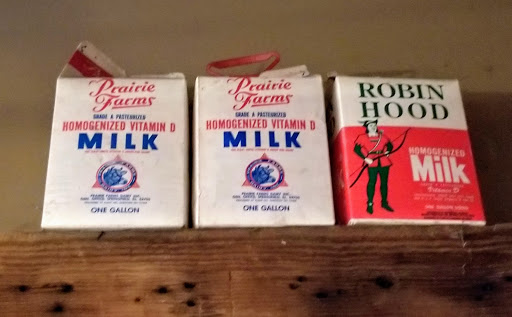 Prairie
Farms
GRADE A PASTEURIZED
HOMOGENIZED VITAMIN D
MILK
ONE GALLON
Prairie
Farms
GRADE A PASTEURIZED
HOMOGENIZED VITAMIN D
MILK
ONE GALLON
ROBIN
HOOD
HOMOGENIZED
Milk
Vitamin D